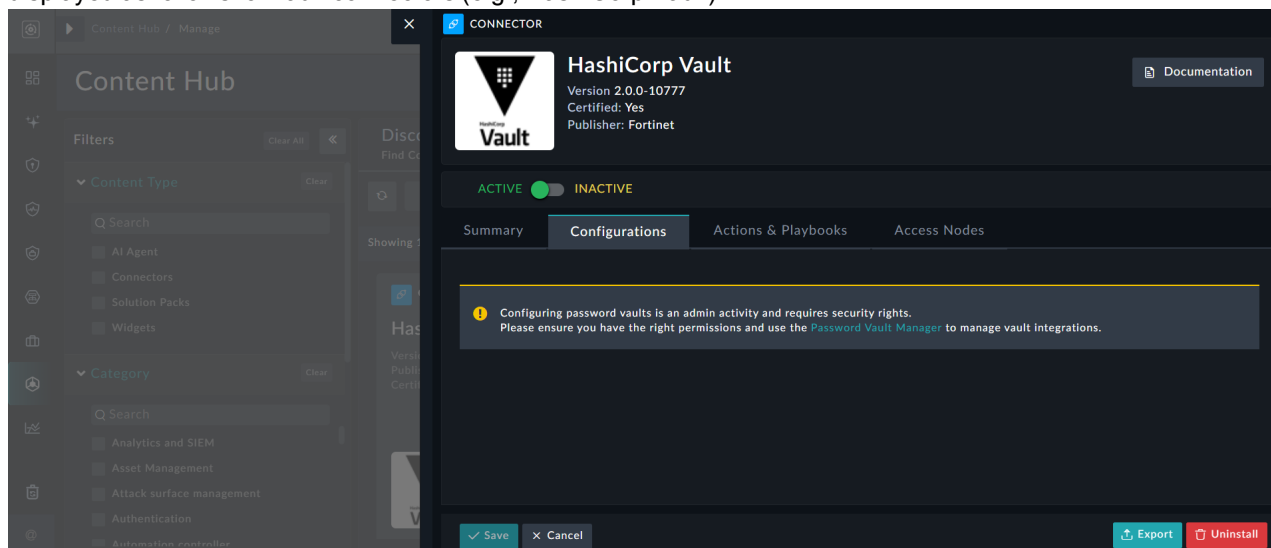 CONNECTOR
Content Hub / Manage
HashiCorp Vault
Version 2.0.0-10777
Certified: Yes
Publisher: Fortinet
Documentation
HashiCorp
Vault
Content Hub
Filters
Clear All
ACTIVE
INACTIVE
Content Type
Clear
Search
AI Agent
Connectors
Solution Packs
Widgets
Category
Clear
Search
Analytics and SIEM
Asset Management
Attack surface management
Authentication
Automation controller
Summary
Configurations
Actions & Playbooks
Access Nodes
Configuring password vaults is an admin activity and requires security rights.
Please ensure you have the right permissions and use the Password Vault Manager to manage vault integrations.
Save
Cancel
Export
Uninstall